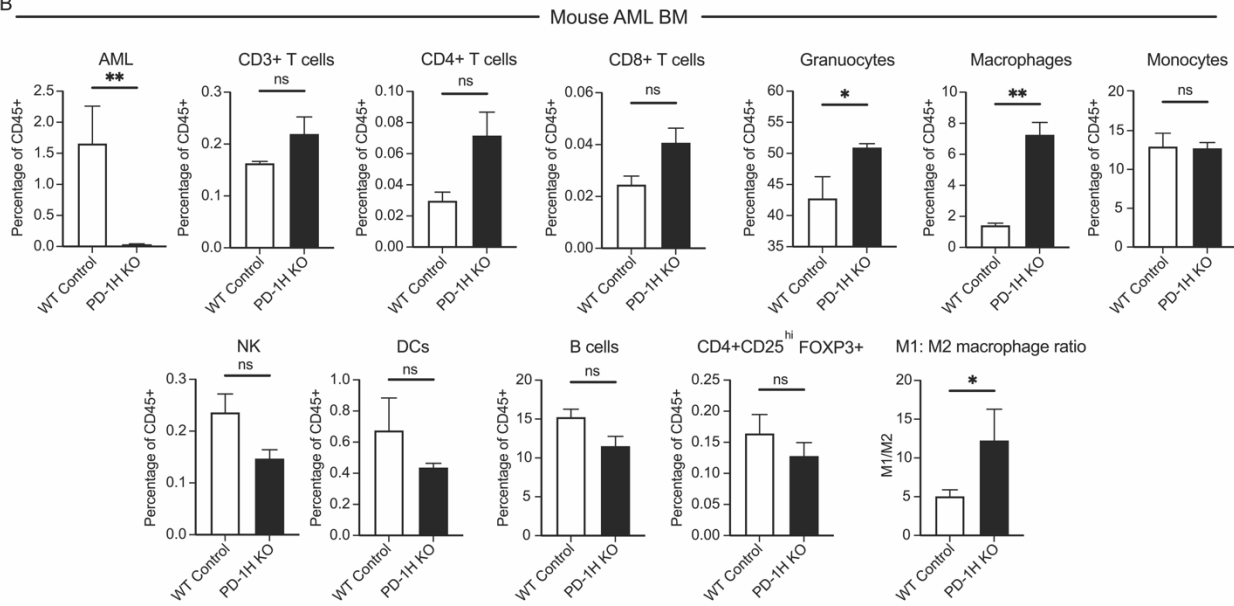 B
Mouse AML BM
AML
**
Percentage of CD45+
2.5
2.0
1.5
1.0
0.5
0.0
WT Control
PD-1H KO
CD3+ T cells
ns
Percentage of CD45+
0.3
0.2
0.1
0.0
WT Control
PD-1H KO
CD4+ T cells
ns
Percentage of CD45+
0.10
0.08
0.06
0.04
0.02
0.00
WT Control
PD-1H KO
CD8+ T cells
ns
Percentage of CD45+
0.06
0.04
0.02
0.00
WT Control
PD-1H KO
Granuocytes
*
Percentage of CD45+
60
55
50
45
40
35
WT Control
PD-1H KO
Macrophages
**
Percentage of CD45+
10
8
6
4
2
0
WT Control
PD-1H KO
Monocytes
ns
Percentage of CD45+
20
15
10
5
0
WT Control
PD-1H KO
NK
ns
Percentage of CD45+
0.3
0.2
0.1
0.0
WT Control
PD-1H KO
DCs
ns
Percentage of CD45+
1.0
0.8
0.6
0.4
0.2
0.0
WT Control
PD-1H KO
B cells
ns
Percentage of CD45+
20
15
10
5
0
WT Control
PD-1H KO
CD4+CD25hi FOXP3+
ns
Percentage of CD45+
0.25
0.20
0.15
0.10
0.05
0.00
WT Control
PD-1H KO
M1: M2 macrophage ratio
*
M1/M2
20
15
10
5
0
WT Control
PD-1H KO